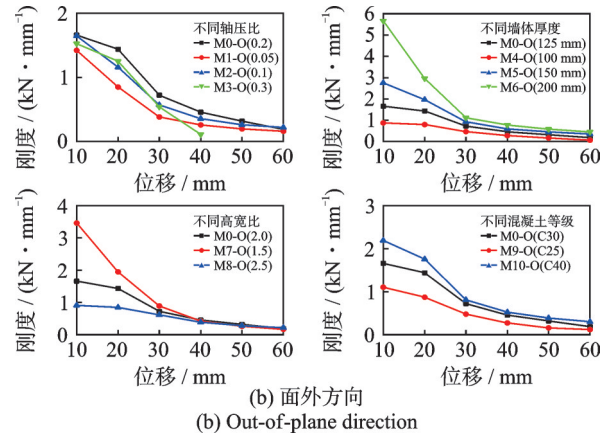 不同轴压比
M0-O(0.2)
M1-O(0.05)
M2-O(0.1)
M3-O(0.3)
刚度 / (kN·mm⁻¹)
2
1
0
10 20 30 40 50 60
位移 / mm
不同墙体厚度
M0-O(125 mm)
M4-O(100 mm)
M5-O(150 mm)
M6-O(200 mm)
刚度 / (kN·mm⁻¹)
6
5
4
3
2
1
0
10 20 30 40 50 60
位移 / mm
不同高宽比
M0-O(2.0)
M7-O(1.5)
M8-O(2.5)
刚度 / (kN·mm⁻¹)
4
3
2
1
0
10 20 30 40 50 60
位移 / mm
不同混凝土等级
M0-O(C30)
M9-O(C25)
M10-O(C40)
刚度 / (kN·mm⁻¹)
3
2
1
0
10 20 30 40 50 60
位移 / mm
(b) 面外方向
(b) Out-of-plane direction